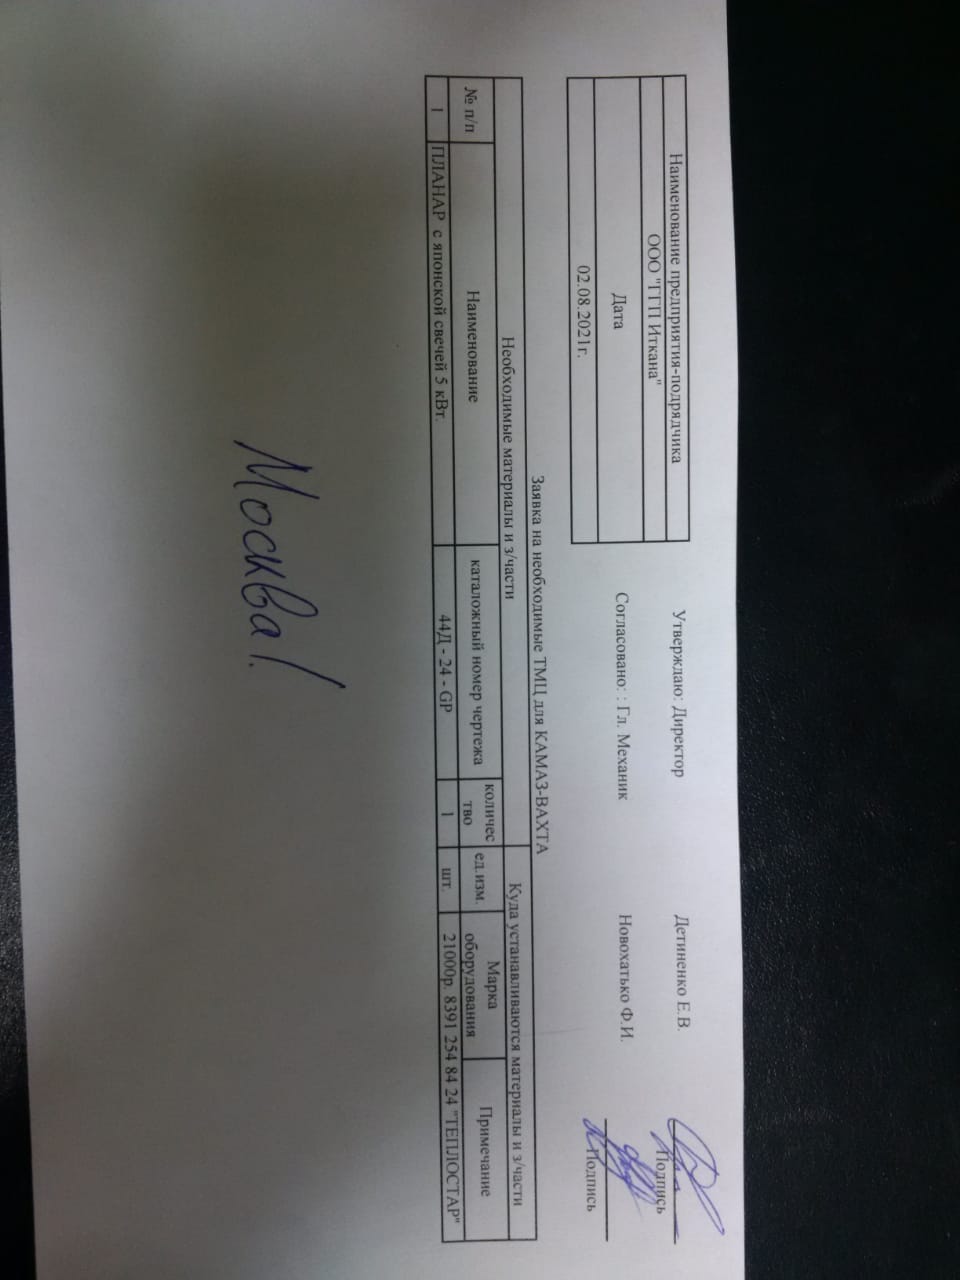 Наименование предприятия-подрядчика
ООО "ГГП Иткана"
Дата
02.08.2021г.
Утверждаю: Директор Детиненко Е.В.
Подпись
Согласовано: : Гл. Механик Новохатько Ф.И.
Подпись
Заявка на необходимые ТМЦ для КАМАЗ-ВАХТА
Необходимые материалы и з/части Куда устанавливаются материалы и з/части
№ п/п Наименование каталожный номер чертежа количес тво ед.изм. Марка оборудования Примечание
1 ПЛАНАР с японской свечей 5 кВт. 44Д - 24 - GP 1 шт. 21000р. 8391 254 84 24 "ТЕПЛОСТАР"
Москва!